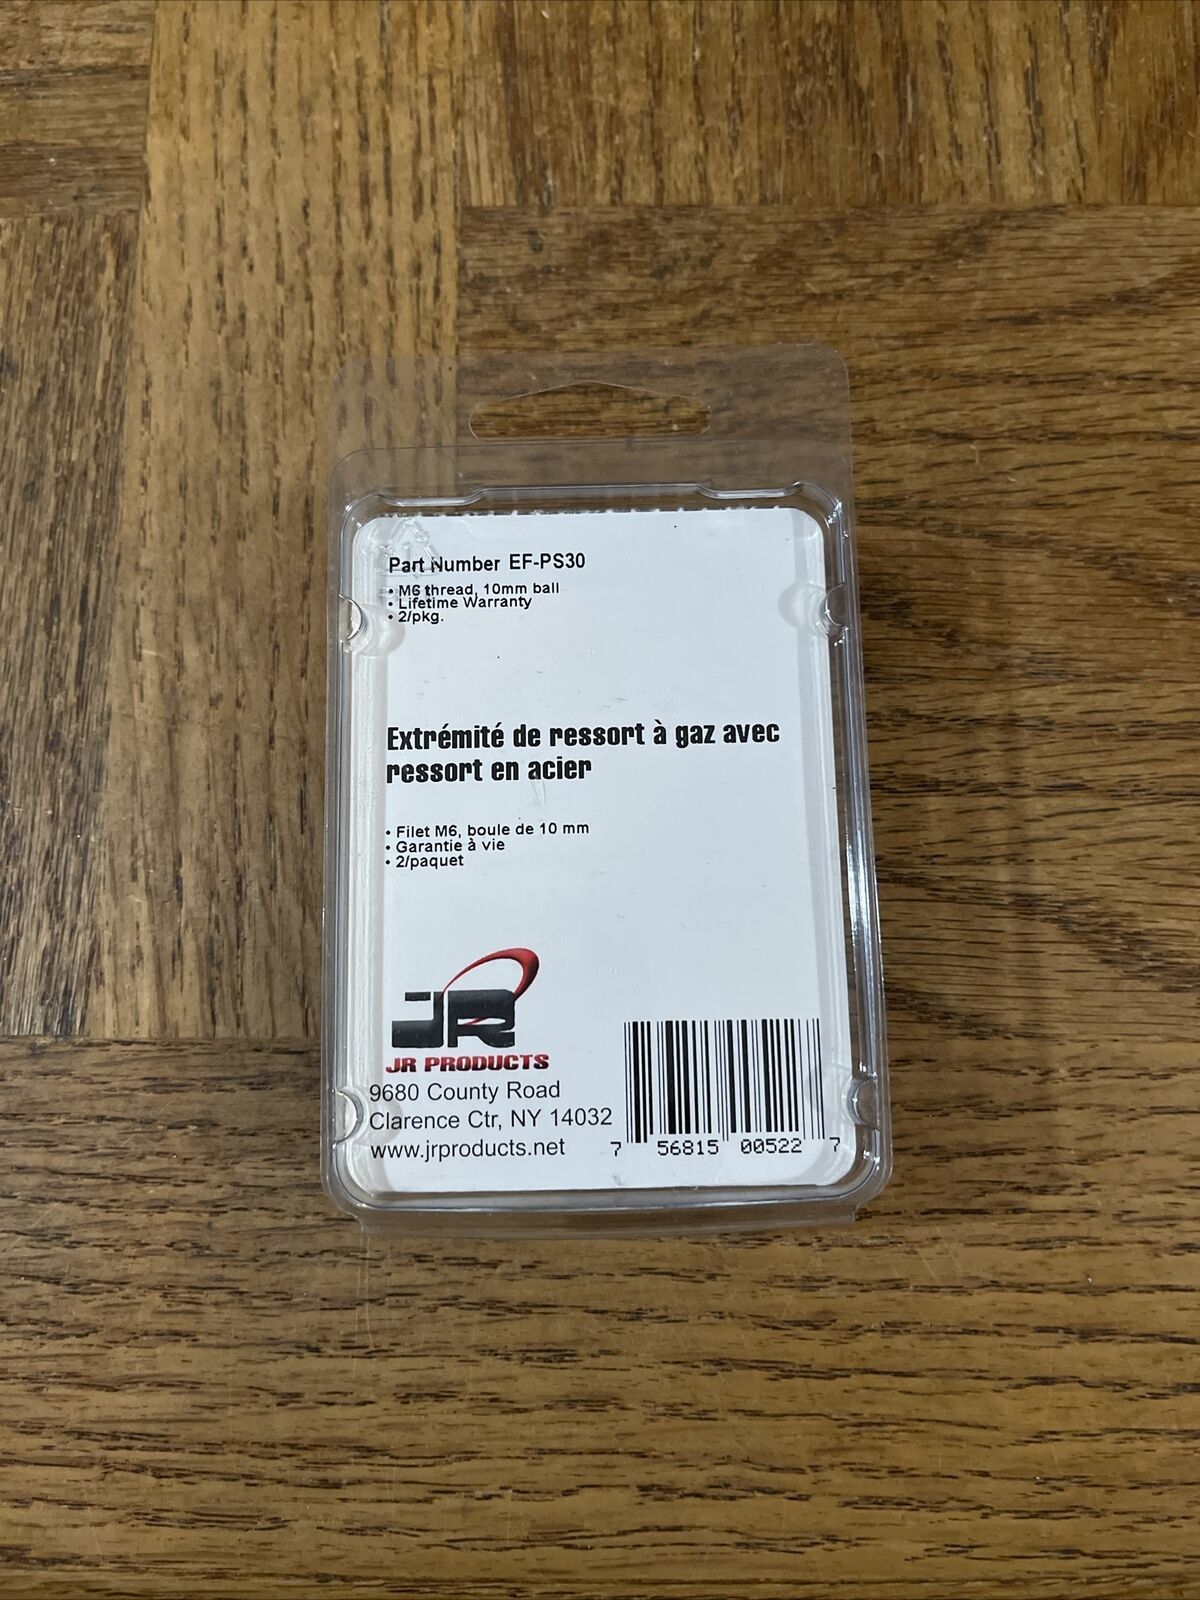 Part Number EF-PS30
• M6 thread, 10mm ball
• Lifetime Warranty
• 2/pkg.
Extrémité de ressort à gaz avec
ressort en acier
• Filet M6, boule de 10 mm
• Garantie à vie
• 2/paquet
JR
JR PRODUCTS
9680 County Road
Clarence Ctr, NY 14032
www.jrproducts.net
7 56815 00522 7